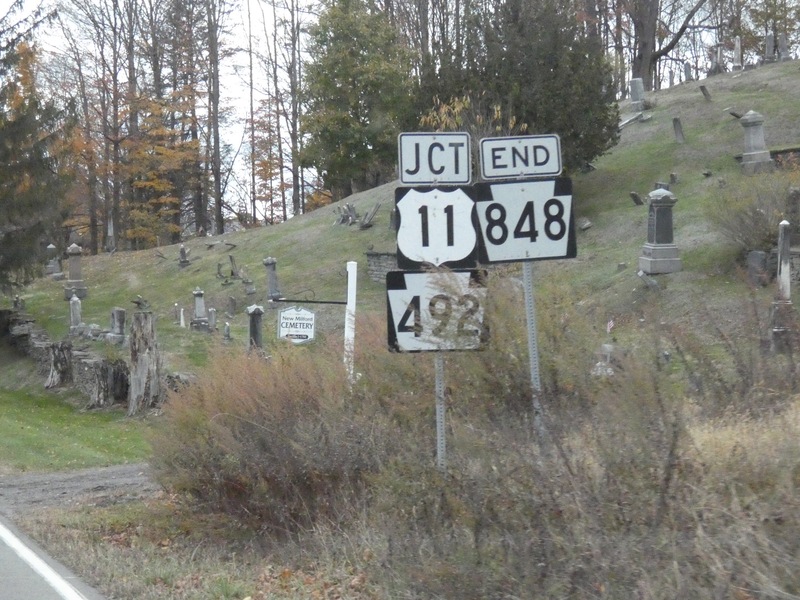 JCT
11
492
END
848
New Milford
CEMETERY